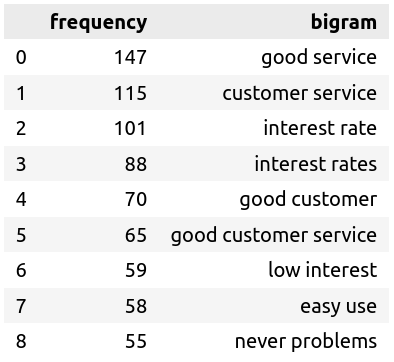 frequency bigram
0 147 good service
1 115 customer service
2 101 interest rate
3 88 interest rates
4 70 good customer
5 65 good customer service
6 59 low interest
7 58 easy use
8 55 never problems